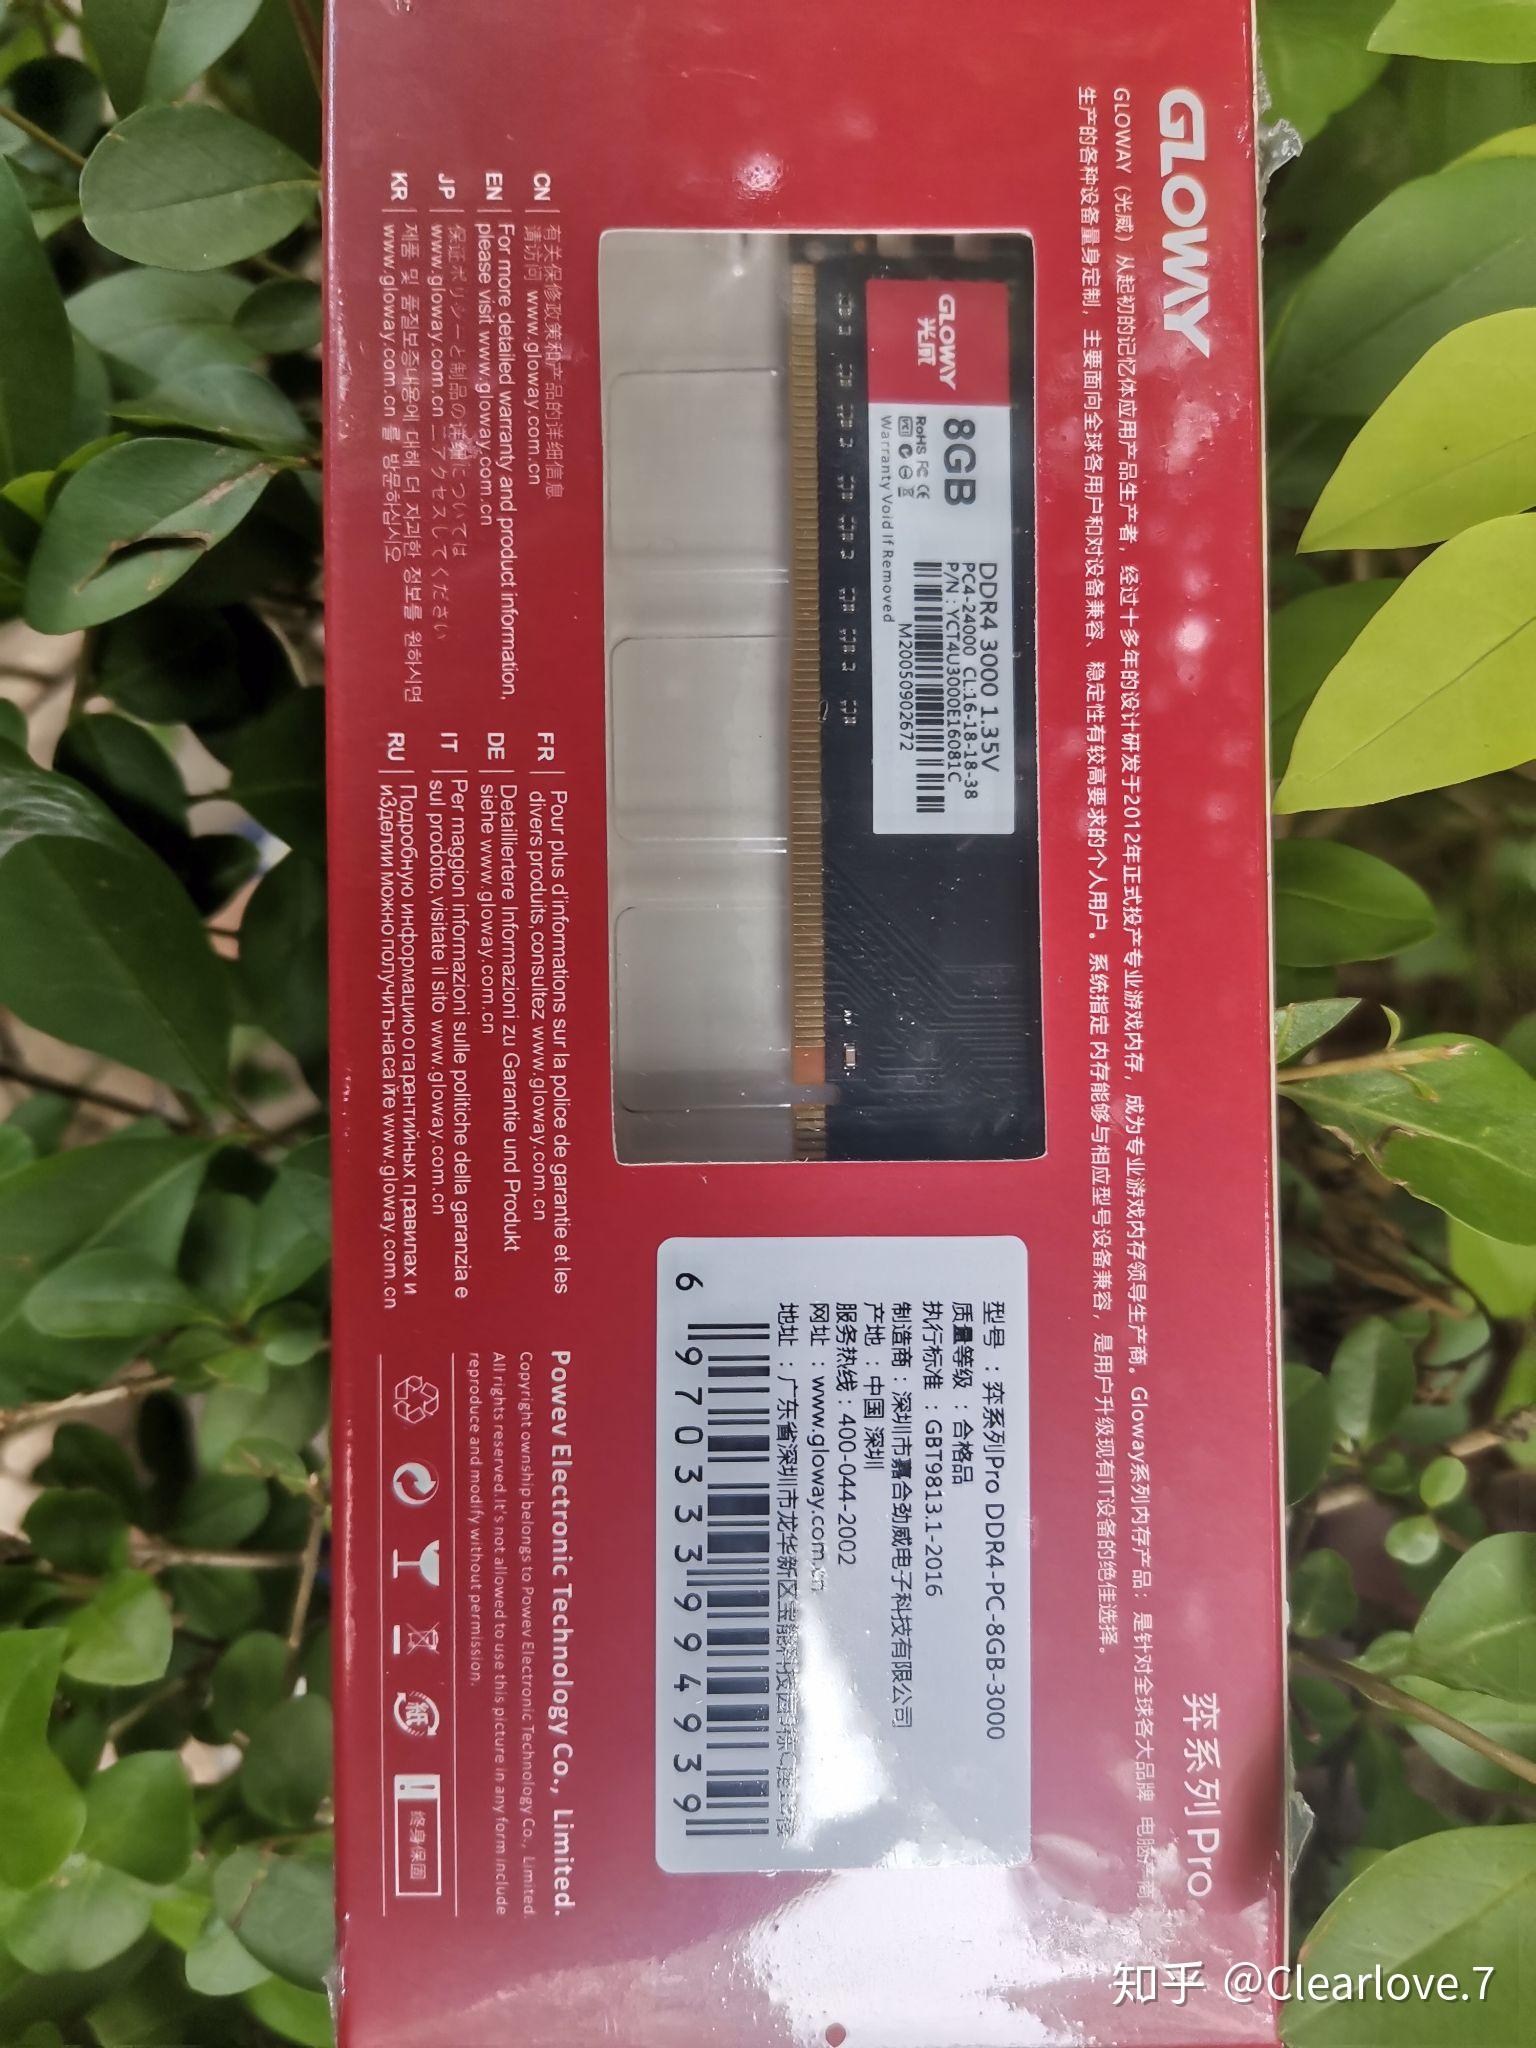 GLOWAY
弈系列Pro
GLOWAY（光威）从起初的记忆体应用产品生产者，经过十多年的设计研发于2012年正式投产专业游戏内存，成为专业游戏内存领导生产商。Gloway系列内存产品：是针对全球各大品牌 电脑 商
生产的各种设备量身定制，主要面向全球各用户和对设备兼容、稳定性有较高要求的个人用户。系统指定 内存能够与相应型号设备兼容，是用户升级现有IT设备的绝佳选择。
GLOWAY
光威
8GB
RoHS FC CE
Warranty Void If Removed
DDR4 3000 1.35V
PC4-24000 CL:16-18-18-38
P/N:YCT4U3000E16081C
M20050902672
型号：弈系列Pro DDR4-PC-8GB-3000
质量等级：合格品
执行标准：GBT9813.1-2016
制造商：深圳市嘉合劲威电子科技有限公司
产地：中国 深圳
服务热线：400-044-2002
网址：www.gloway.com.cn
地址：广东省深圳市龙华新区宝能科技园
6 970333 994939
CN
有关保修政策和产品的详细信息
请访问 www.gloway.com.cn
EN
For more detailed warranty and product information,
please visit www.gloway.com.cn
JP
保証ポリシーと制品の详细については
www.gloway.com.cn ニアクセスしてください
KR
제품 및 품질보증내용에 대해 더 자괴한 정보를 원하시면
www.gloway.com.cn를 방문하십시오
FR
Pour plus d'informations sur la police de garantie et les
divers produits,consultez www.gloway.com.cn
DE
Detailliertere Informazioni zu Garantie und Produkt
siehe www.gloway.com.cn
IT
Per maggion informazioni sulle politiche della garanzia e
sul prodotto,visitate il sito www.gloway.com.cn
RU
Подробную информацию о гарантийных правилах и
иЗделии можно получитьнасайте www.gloway.com.cn
Powev Electronic Technology Co., Limited.
Copyright ownship belongs to Powev Electronic Technology Co., Limited.
All rights reserved.It's not allowed to use this picture in any form include
reproduce and modify without permission.
紙
终身保固
知乎 @Clearlove.7